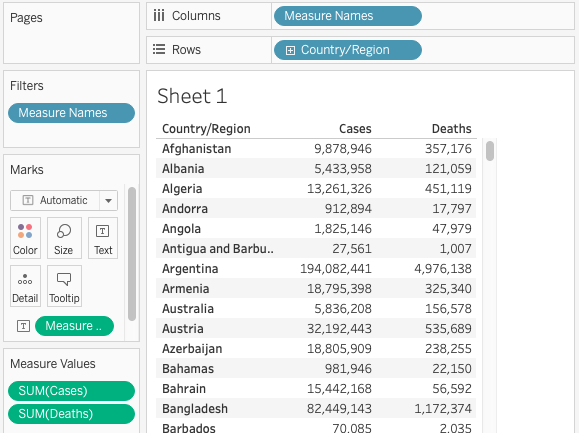 Pages
Columns
Measure Names
Rows
Country/Region
Filters
Measure Names
Marks
Automatic
Color Size Text
Detail Tooltip
Measure ..
Measure Values
SUM(Cases)
SUM(Deaths)
Sheet 1
Country/Region Cases Deaths
Afghanistan 9,878,946 357,176
Albania 5,433,958 121,059
Algeria 13,261,326 451,119
Andorra 912,894 17,797
Angola 1,825,146 47,979
Antigua and Barbu.. 27,561 1,007
Argentina 194,082,441 4,976,138
Armenia 18,795,398 325,340
Australia 5,836,208 156,578
Austria 32,192,443 535,689
Azerbaijan 18,805,909 238,255
Bahamas 981,946 22,150
Bahrain 15,442,168 56,592
Bangladesh 82,449,143 1,172,374
Barbados 70,085 2,035